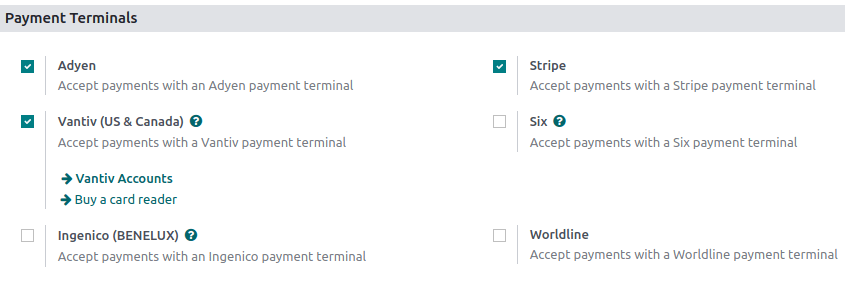 Payment Terminals
Adyen
Accept payments with an Adyen payment terminal
Stripe
Accept payments with a Stripe payment terminal
Vantiv (US & Canada) ?
Accept payments with a Vantiv payment terminal
→ Vantiv Accounts
→ Buy a card reader
Six ?
Accept payments with a Six payment terminal
Ingenico (BENELUX) ?
Accept payments with an Ingenico payment terminal
Worldline
Accept payments with a Worldline payment terminal